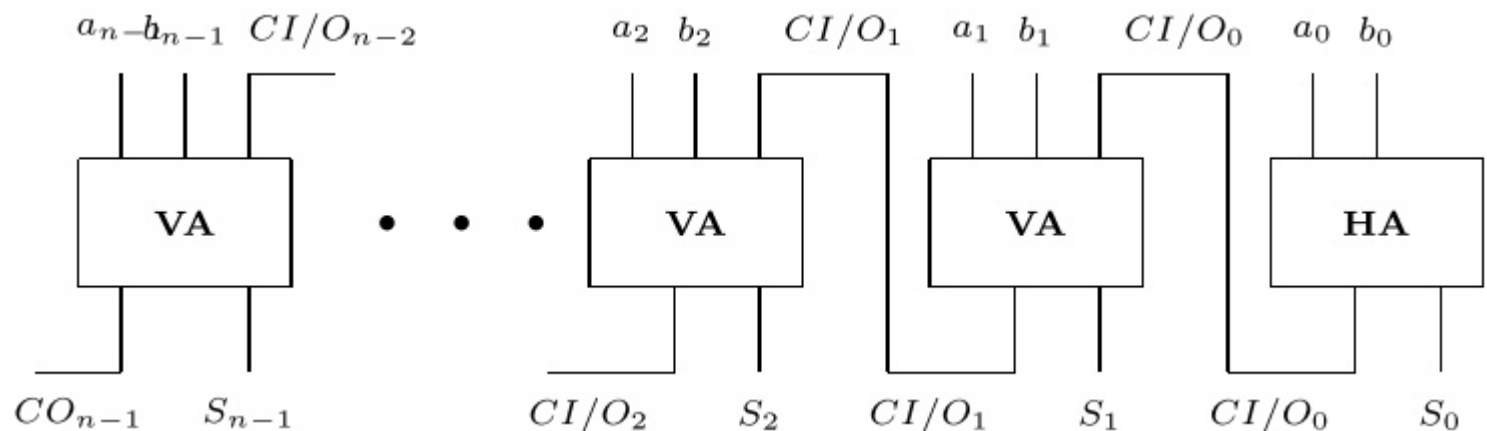 a_{n-1} b_{n-1} CI/O_{n-2} a_2 b_2 CI/O_1 a_1 b_1 CI/O_0 a_0 b_0
VA • • • VA VA HA
CO_{n-1} S_{n-1} CI/O_2 S_2 CI/O_1 S_1 CI/O_0 S_0